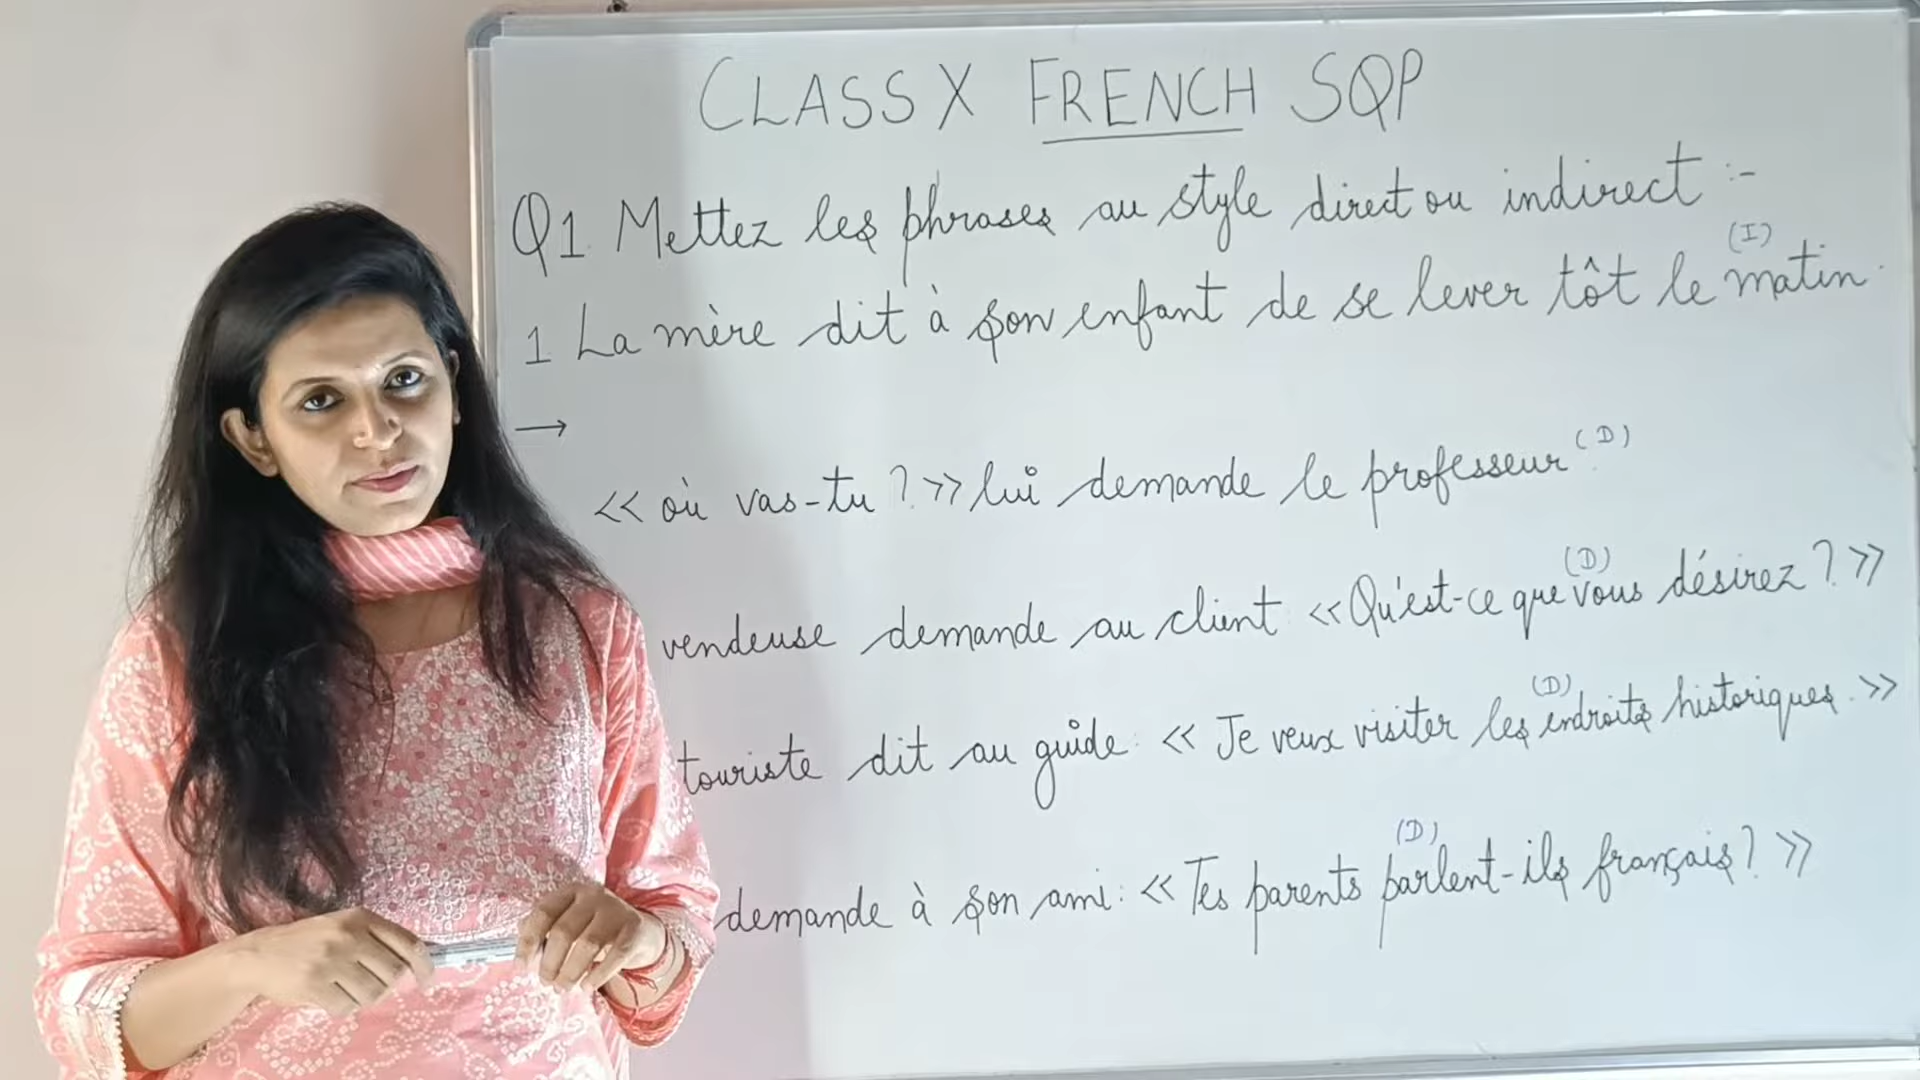 CLASS X FRENCH SQP
Q1 Mettez les phrases au style direct ou indirect :-
(I)
1 La mère dit à son enfant de se lever tôt le matin.
→
<< où vas-tu ? >> lui demande le professeur. (D)
(D)
vendeuse demande au client << Qu'est-ce que vous désirez ? >>
(D)
touriste dit au guide : << Je veux visiter les endroits historiques. >>
(D)
demande à son ami : << Tes parents parlent-ils français ? >>